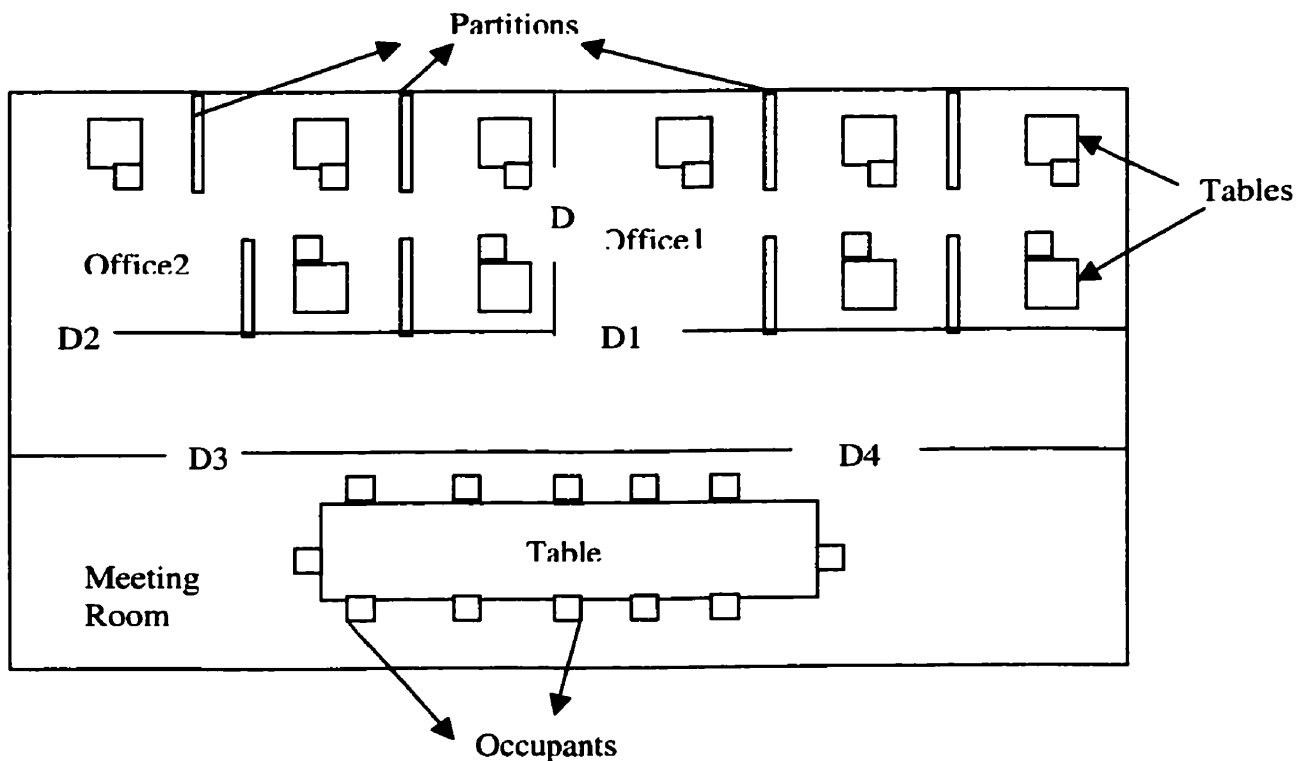 Partitions
Tables
D
Office1
Office2
D2
D1
D3
D4
Table
Meeting
Room
Occupants